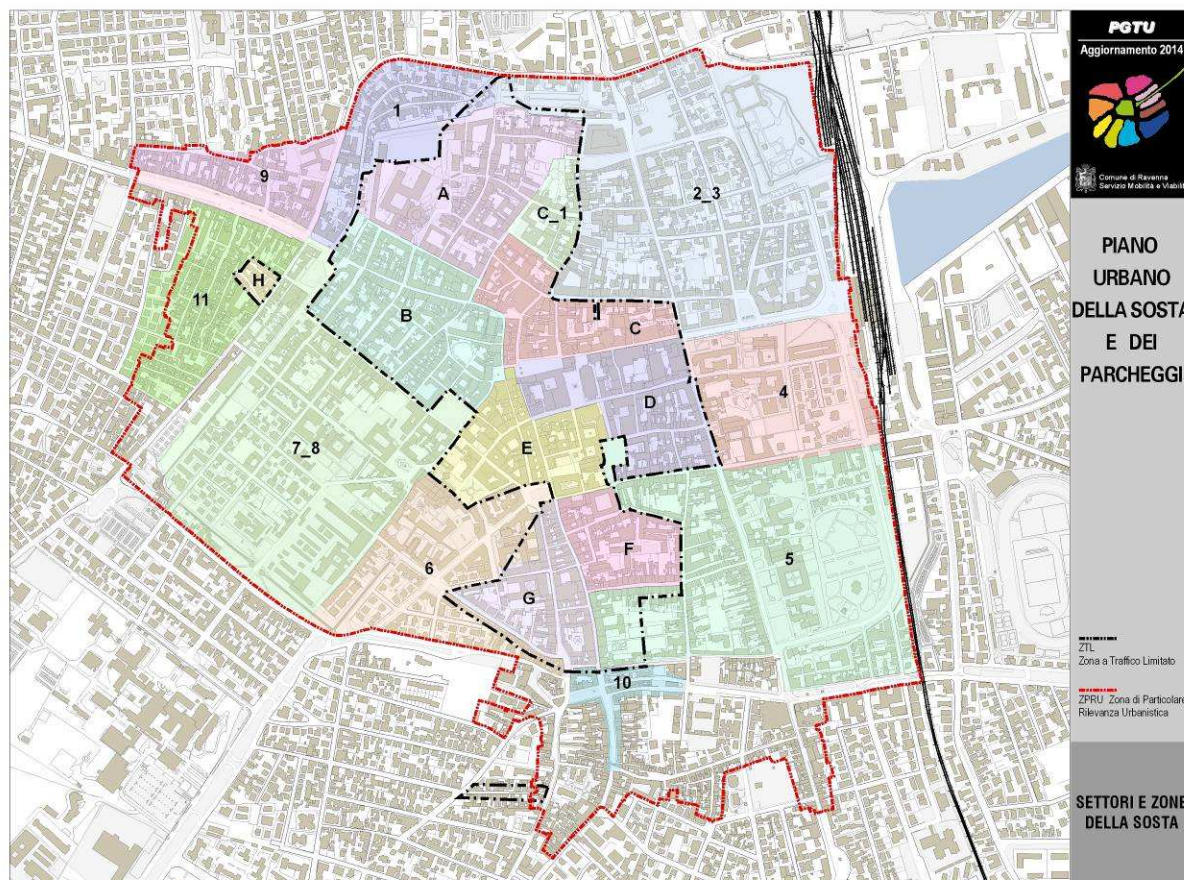 PGTU
Aggiornamento 2014
Comune di Ravenna
Servizio Mobilità e Viabilit
PIANO
URBANO
DELLA SOSTA
E DEI
PARCHEGGI
ZTL
Zona a Traffico Limitato
ZPRU Zona di Particolare
Rilevanza Urbanistica
SETTORI E ZONE
DELLA SOSTA
1
A
9
C_1
2_3
H
11
B
C
4
D
7_8
E
F
5
6
G
10